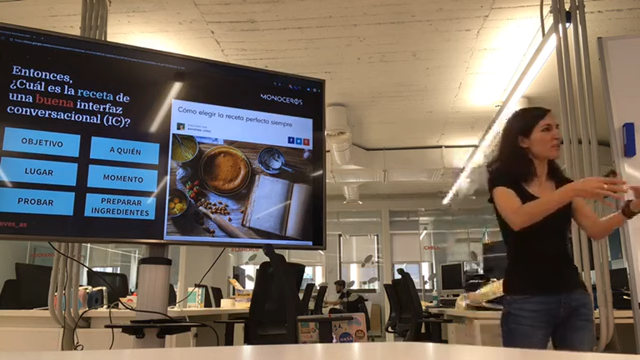 Entonces,
¿Cuál es la receta de
una buena interfaz
conversacional (IC)?
OBJETIVO
A QUIÉN
LUGAR
MOMENTO
PROBAR
PREPARAR
INGREDIENTES
MONOCEROS
Cómo elegir la receta perfecta siempre
NASA